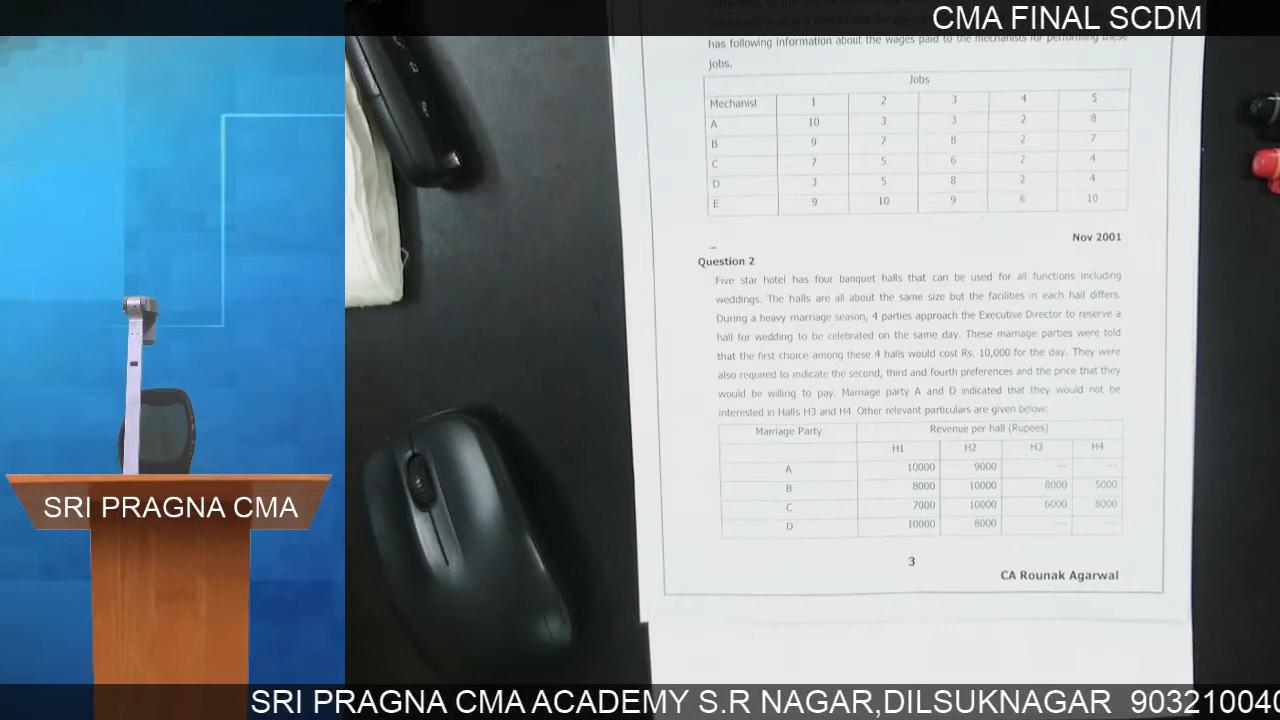 CMA FINAL SCDM
has following information about the wages paid to the mechanists for performing these
jobs.
Jobs
Mechanist 1 2 3 4 5
A 10 3 3 2 8
B 9 7 8 2 7
C 7 5 6 2 4
D 3 5 8 2 4
E 9 10 9 6 10
Nov 2001
Question 2
Five star hotel has four banquet halls that can be used for all functions including
weddings. The halls are all about the same size but the facilities in each hall differs.
During a heavy marriage season, 4 parties approach the Executive Director to reserve a
hall for wedding to be celebrated on the same day. These marriage parties were told
that the first choice among these 4 halls would cost Rs. 10,000 for the day. They were
also required to indicate the second, third and fourth preferences and the price that they
would be willing to pay. Marriage party A and D indicated that they would not be
interested in Halls H3 and H4. Other relevant particulars are given below:
Marriage Party Revenue per hall (Rupees)
H1 H2 H3 H4
A 10000 9000 --- ---
B 8000 10000 8000 5000
C 7000 10000 6000 8000
D 10000 8000 ---- ---
3
CA Rounak Agarwal
SRI PRAGNA CMA
SRI PRAGNA CMA ACADEMY S.R NAGAR,DILSUKNAGAR 903210040